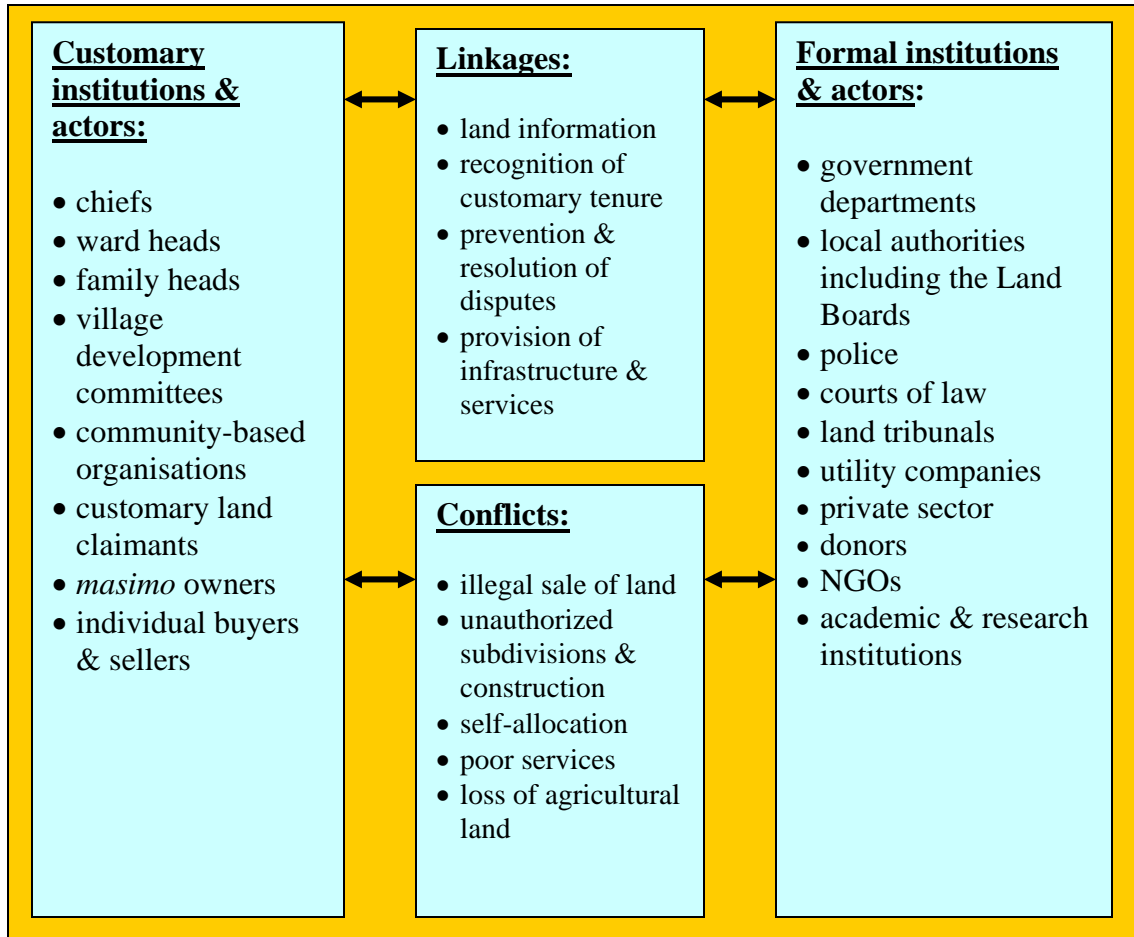 Customary
institutions &
actors:
• chiefs
• ward heads
• family heads
• village
development
committees
• community-based
organisations
• customary land
claimants
• masimo owners
• individual buyers
& sellers
Linkages:
• land information
• recognition of
customary tenure
• prevention &
resolution of
disputes
• provision of
infrastructure &
services
Conflicts:
• illegal sale of land
• unauthorized
subdivisions &
construction
• self-allocation
• poor services
• loss of agricultural
land
Formal institutions
& actors:
• government
departments
• local authorities
including the Land
Boards
• police
• courts of law
• land tribunals
• utility companies
• private sector
• donors
• NGOs
• academic & research
institutions